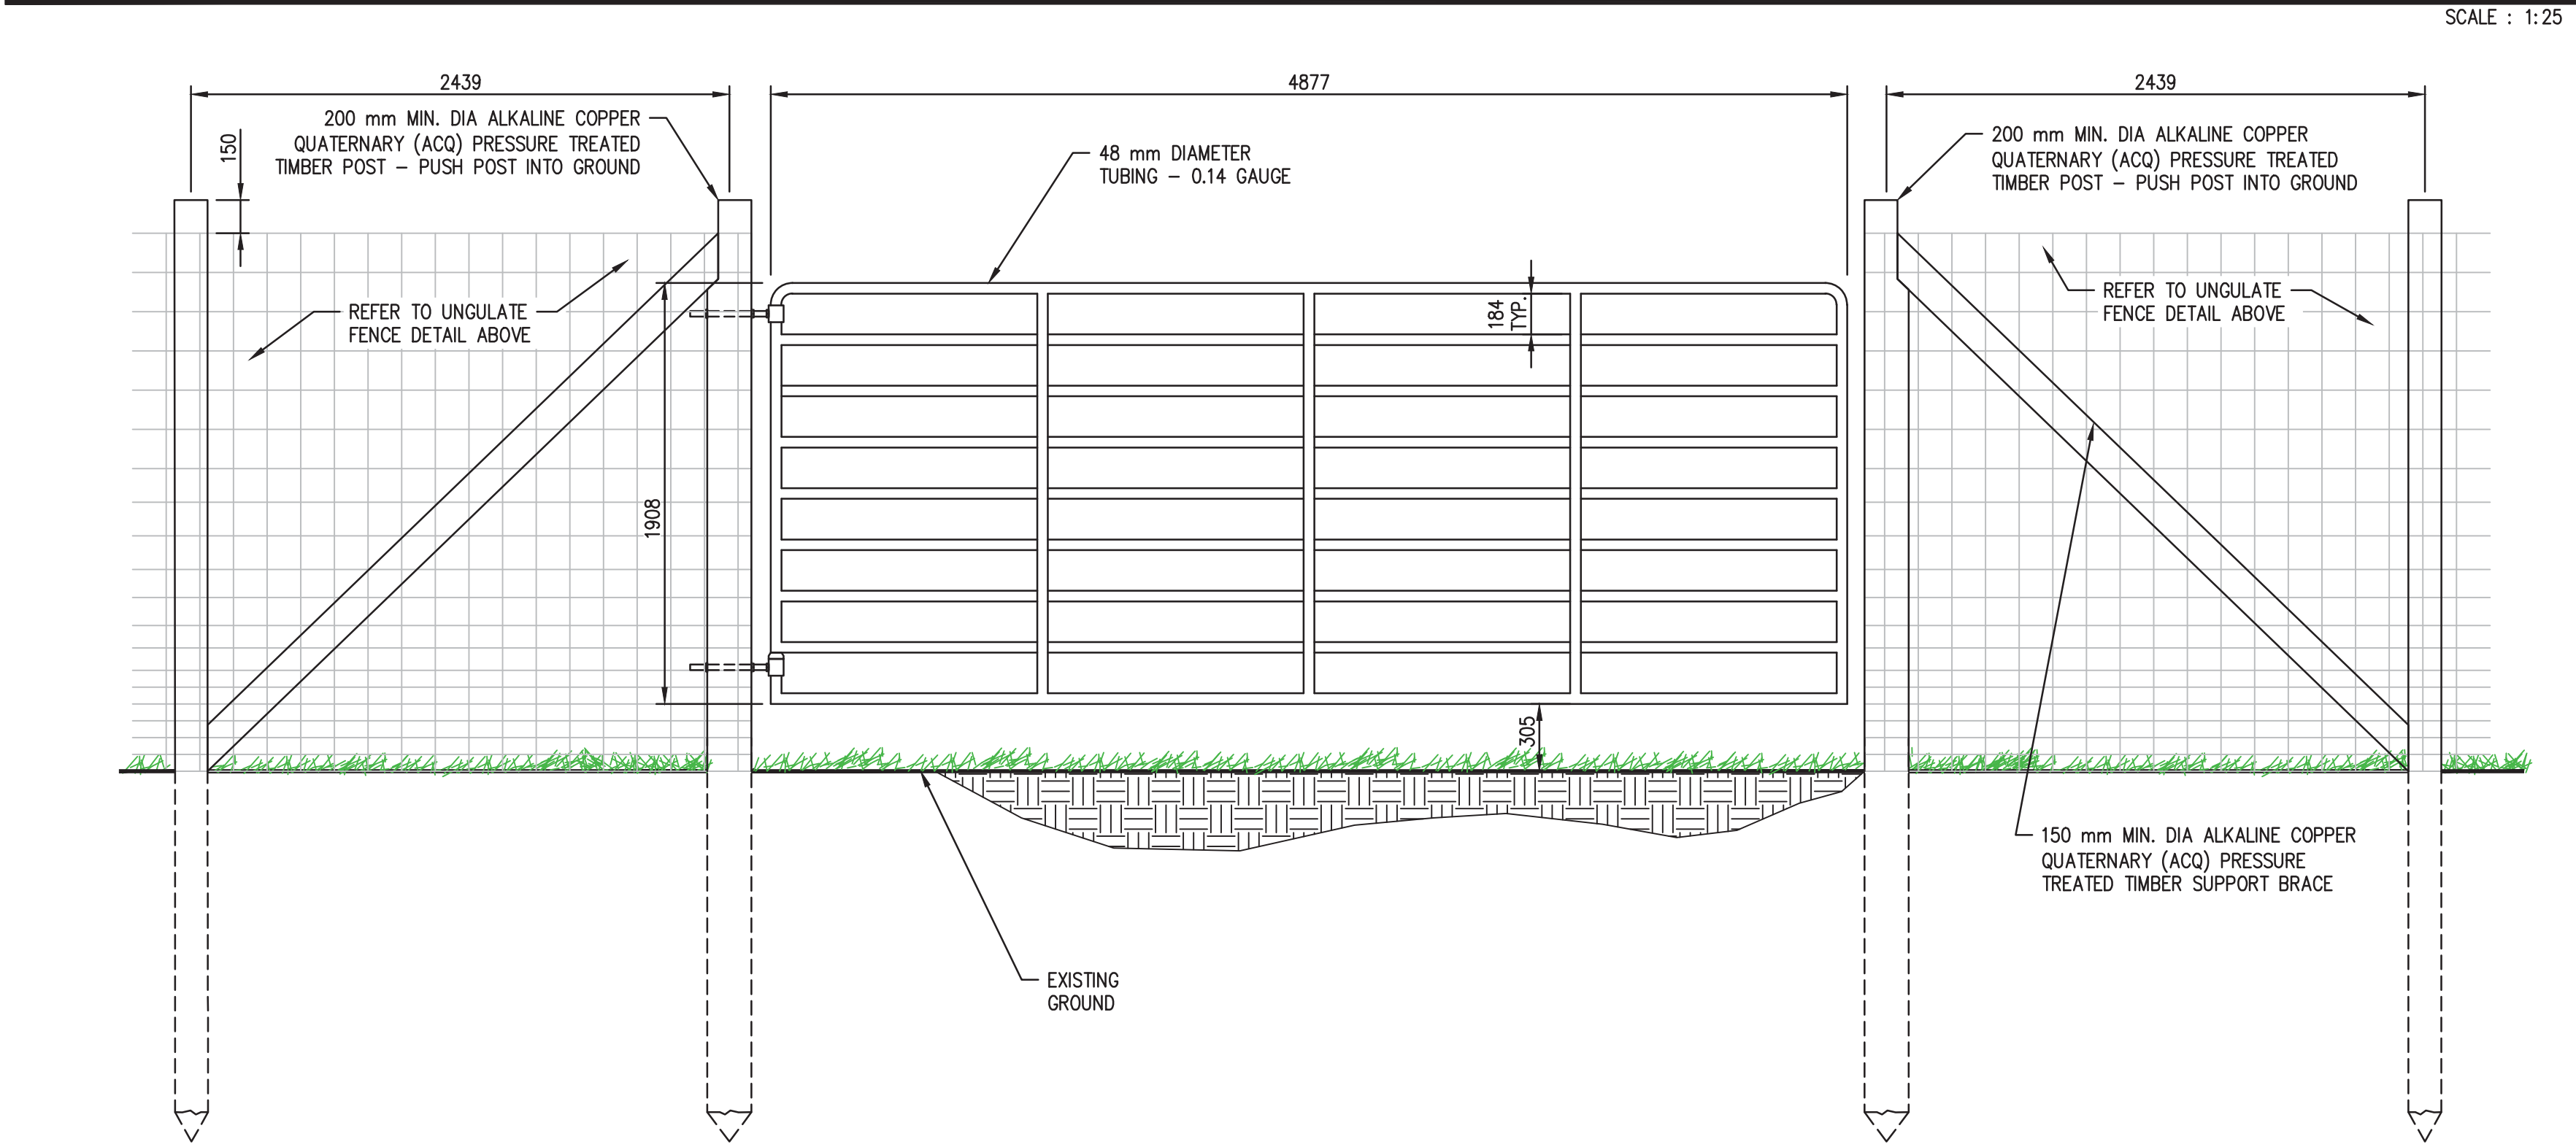 SCALE : 1:25
2439
4877
2439
200 mm MIN. DIA ALKALINE COPPER
QUATERNARY (ACQ) PRESSURE TREATED
TIMBER POST – PUSH POST INTO GROUND
150
48 mm DIAMETER
TUBING – 0.14 GAUGE
200 mm MIN. DIA ALKALINE COPPER
QUATERNARY (ACQ) PRESSURE TREATED
TIMBER POST – PUSH POST INTO GROUND
REFER TO UNGULATE
FENCE DETAIL ABOVE
184
TYP.
REFER TO UNGULATE
FENCE DETAIL ABOVE
1908
305
150 mm MIN. DIA ALKALINE COPPER
QUATERNARY (ACQ) PRESSURE
TREATED TIMBER SUPPORT BRACE
EXISTING
GROUND